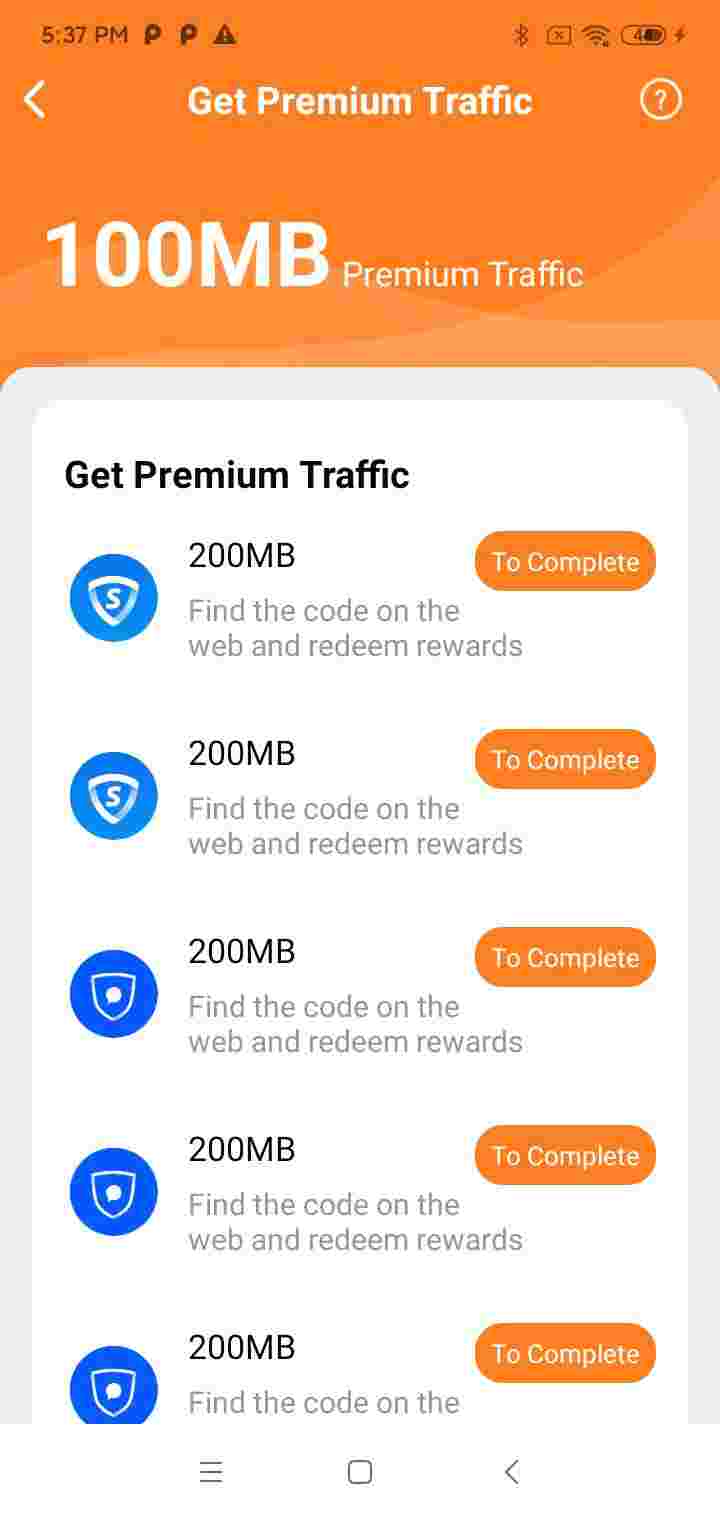 5:37 PM
Get Premium Traffic
?
100MB Premium Traffic
Get Premium Traffic
200MB
To Complete
Find the code on the
web and redeem rewards
200MB
To Complete
Find the code on the
web and redeem rewards
200MB
To Complete
Find the code on the
web and redeem rewards
200MB
To Complete
Find the code on the
web and redeem rewards
200MB
To Complete
Find the code on the